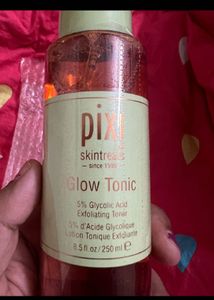 pixi
skintreats
– since 1999 –
Glow Tonic
5% Glycolic Acid
Exfoliating Toner
5% d'Acide Glycolique
Lotion Tonique Exfoliante
8.5 fl oz / 250 ml e